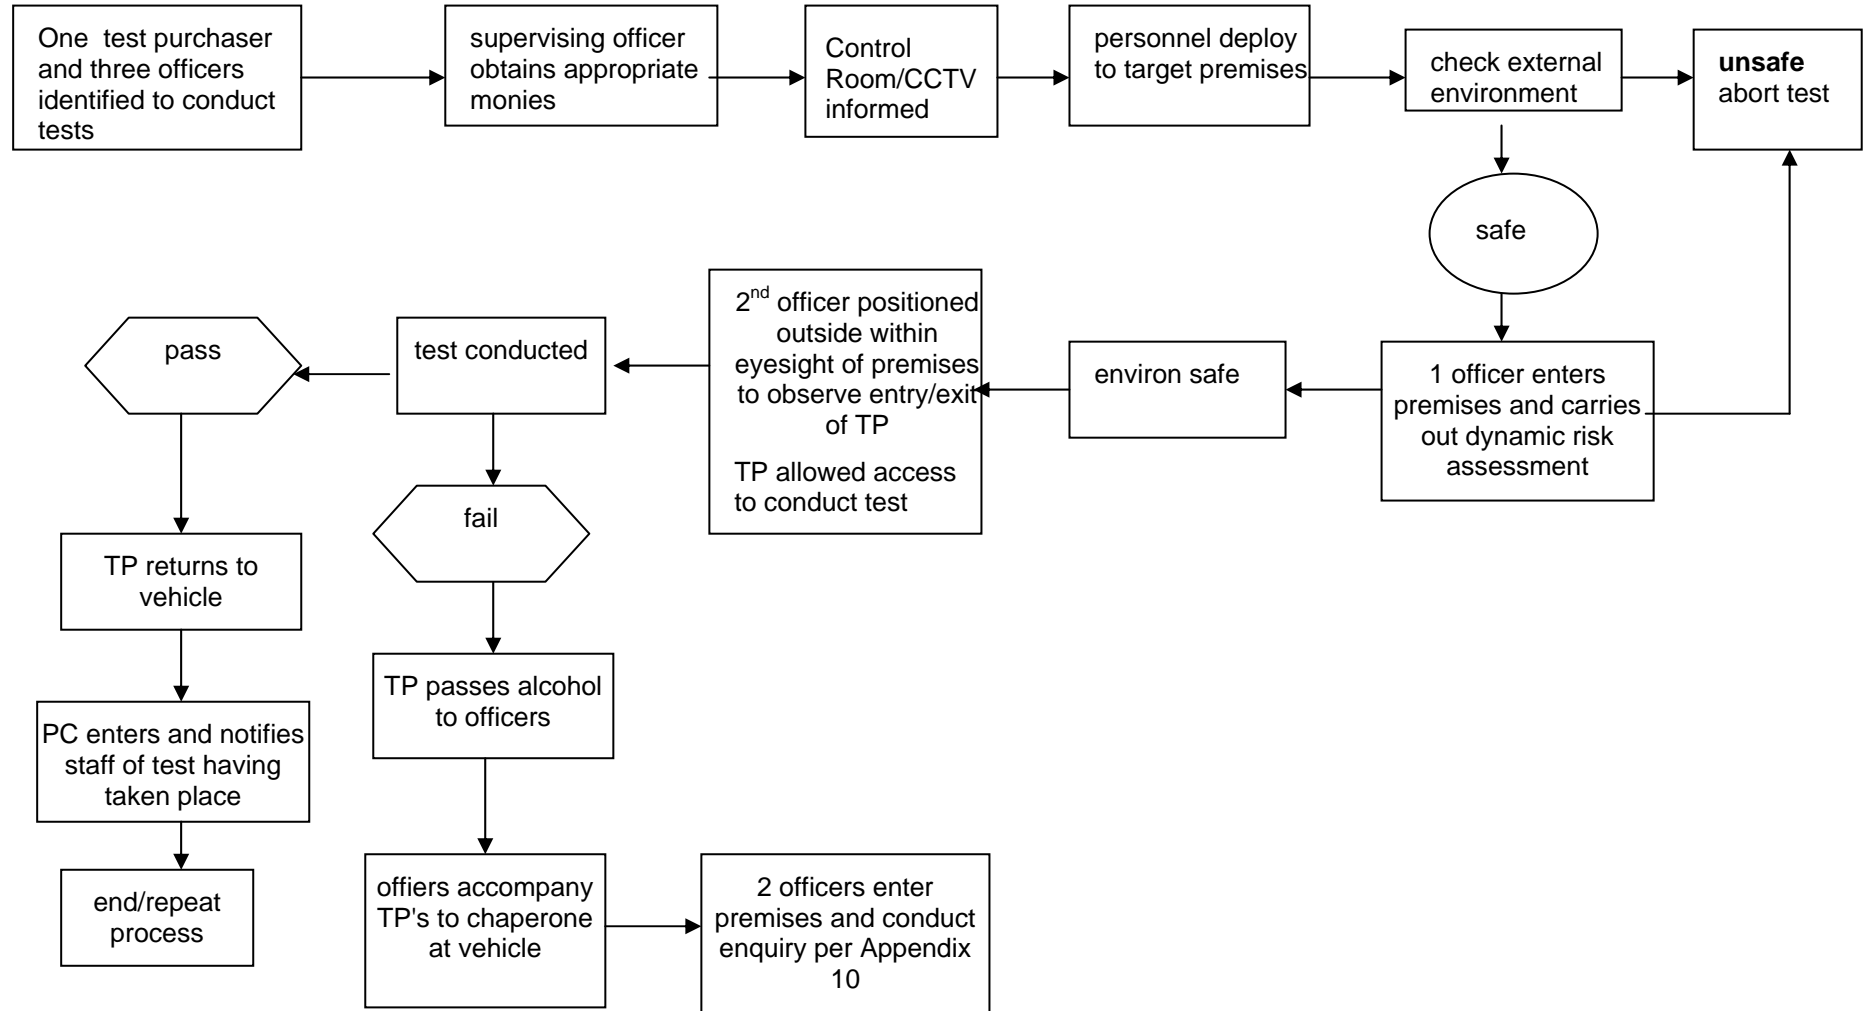 One test purchaser
and three officers
identified to conduct
tests
supervising officer
obtains appropriate
monies
Control
Room/CCTV
informed
personnel deploy
to target premises
check external
environment
unsafe
abort test
safe
1 officer enters
premises and carries
out dynamic risk
assessment
environ safe
2nd officer positioned
outside within
eyesight of premises
to observe entry/exit
of TP
TP allowed access
to conduct test
test conducted
pass
TP returns to
vehicle
PC enters and notifies
staff of test having
taken place
end/repeat
process
fail
TP passes alcohol
to officers
offiers accompany
TP's to chaperone
at vehicle
2 officers enter
premises and conduct
enquiry per Appendix
10